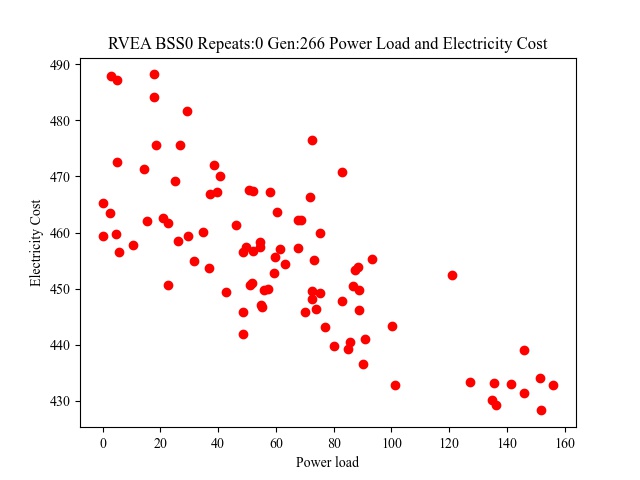 RVEA BSS0 Repeats:0 Gen:266 Power Load and Electricity Cost
490
480
470
460
450
440
430
Electricity Cost
0 20 40 60 80 100 120 140 160
Power load